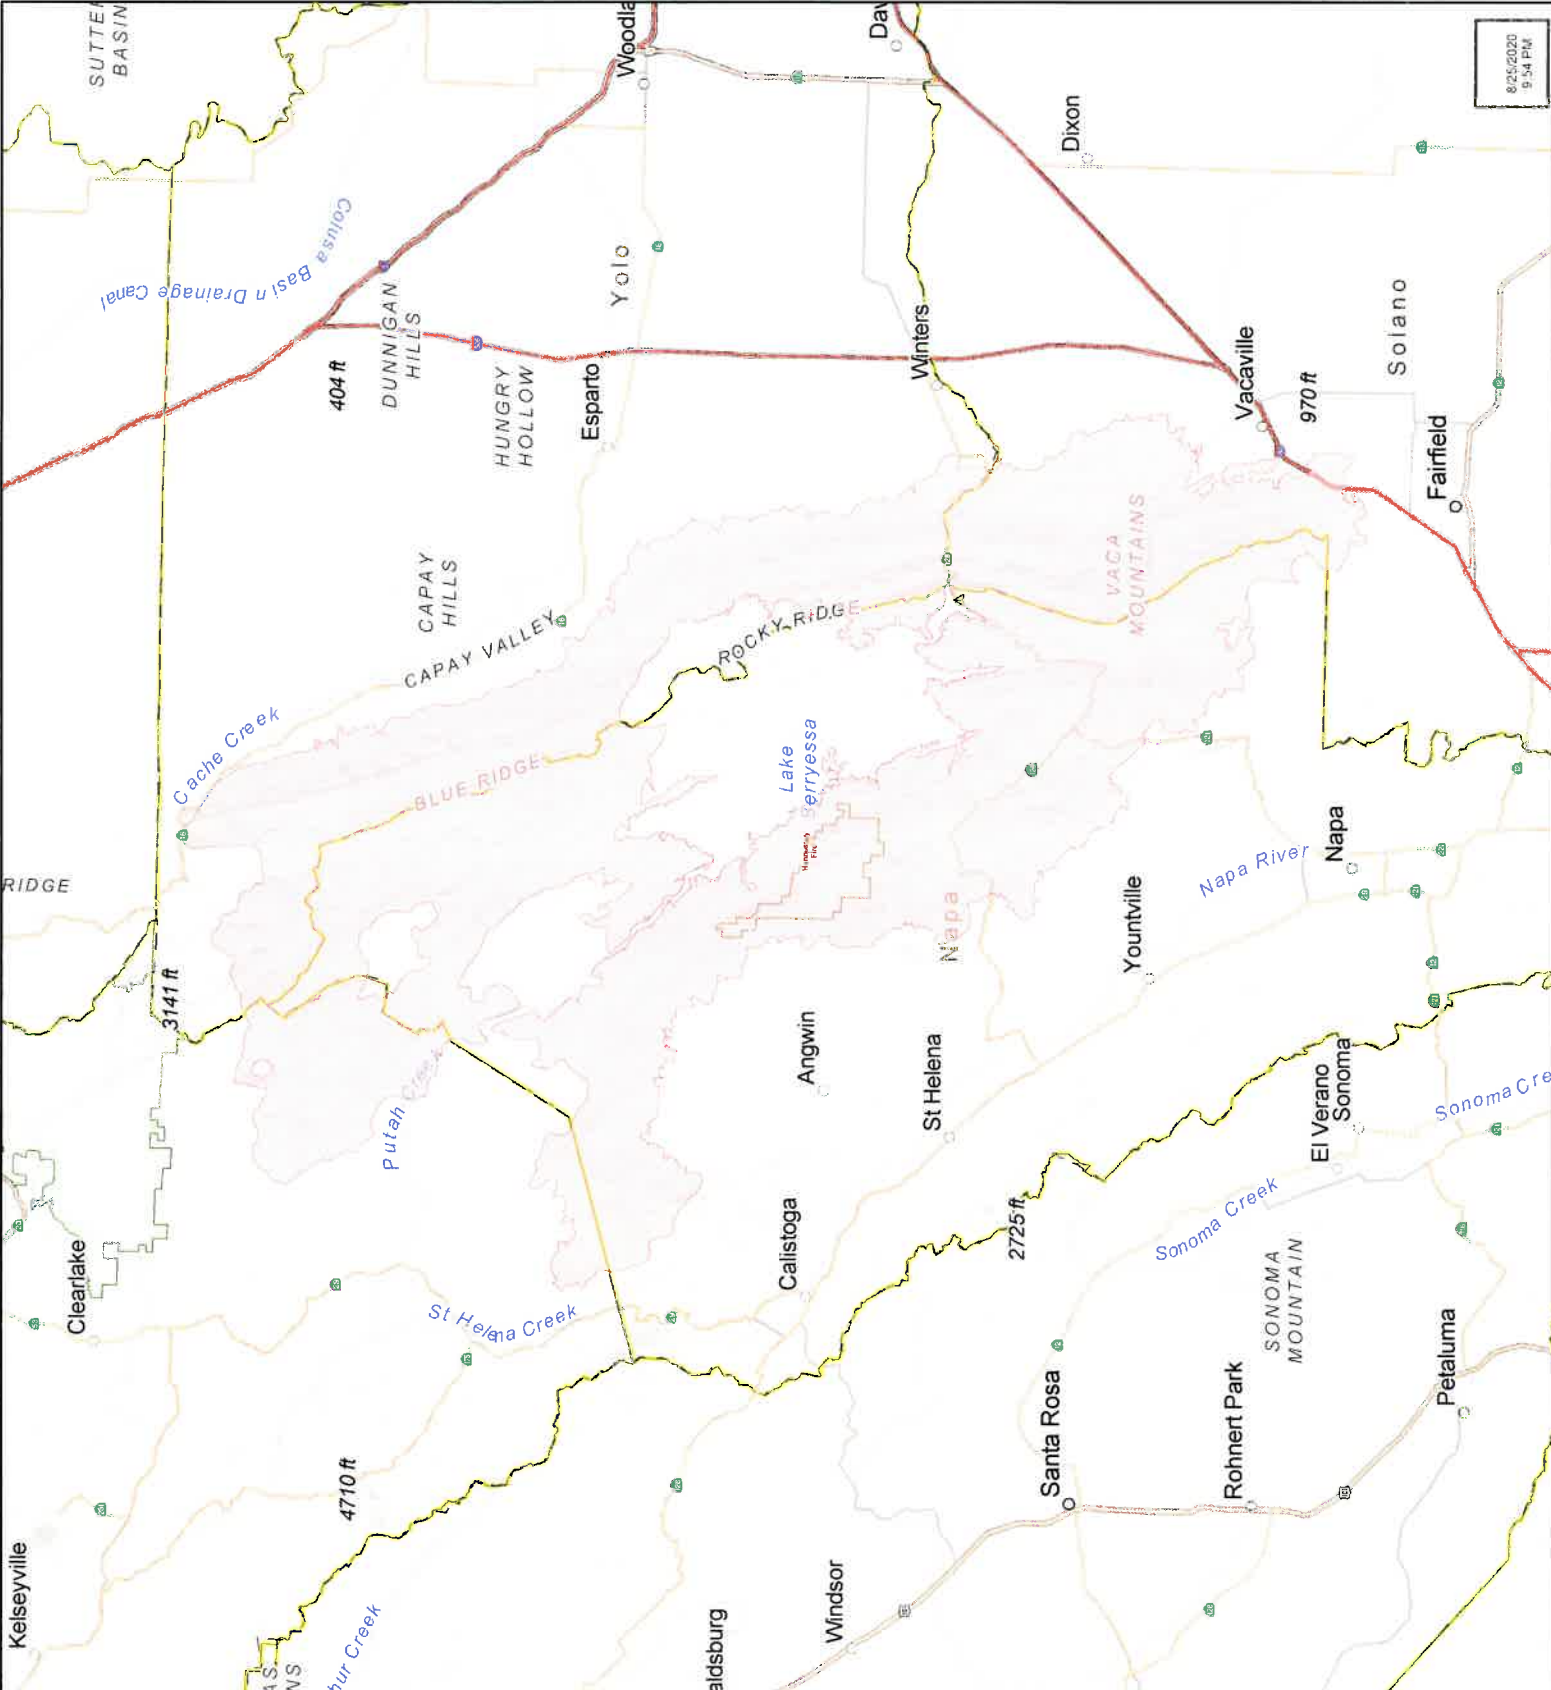 SUTTER
BASIN
Woodla
Dav
8/25/2020
9:54 PM
Dixon
Colusa Basin Drainage Canal
Yolo
404 ft
DUNNIGAN
HILLS
HUNGRY
HOLLOW
Esparto
Winters
Vacaville
970 ft
Solano
Fairfield
CAPAY
HILLS
CAPAY VALLEY
ROCKY RIDGE
VACA
MOUNTAINS
Cache Creek
BLUE RIDGE
Lake
Berryessa
Hennessey
Fire
RIDGE
3141 ft
Napa
Yountville
Napa River
Napa
Putah Creek
Angwin
St Helena
El Verano
Sonoma
Sonoma Cre
Clearlake
St Helena Creek
Calistoga
2725 ft
Sonoma Creek
SONOMA
MOUNTAIN
4710 ft
Santa Rosa
Rohnert Park
Petaluma
Kelseyville
hur Creek
AS
NS
aldsburg
Windsor